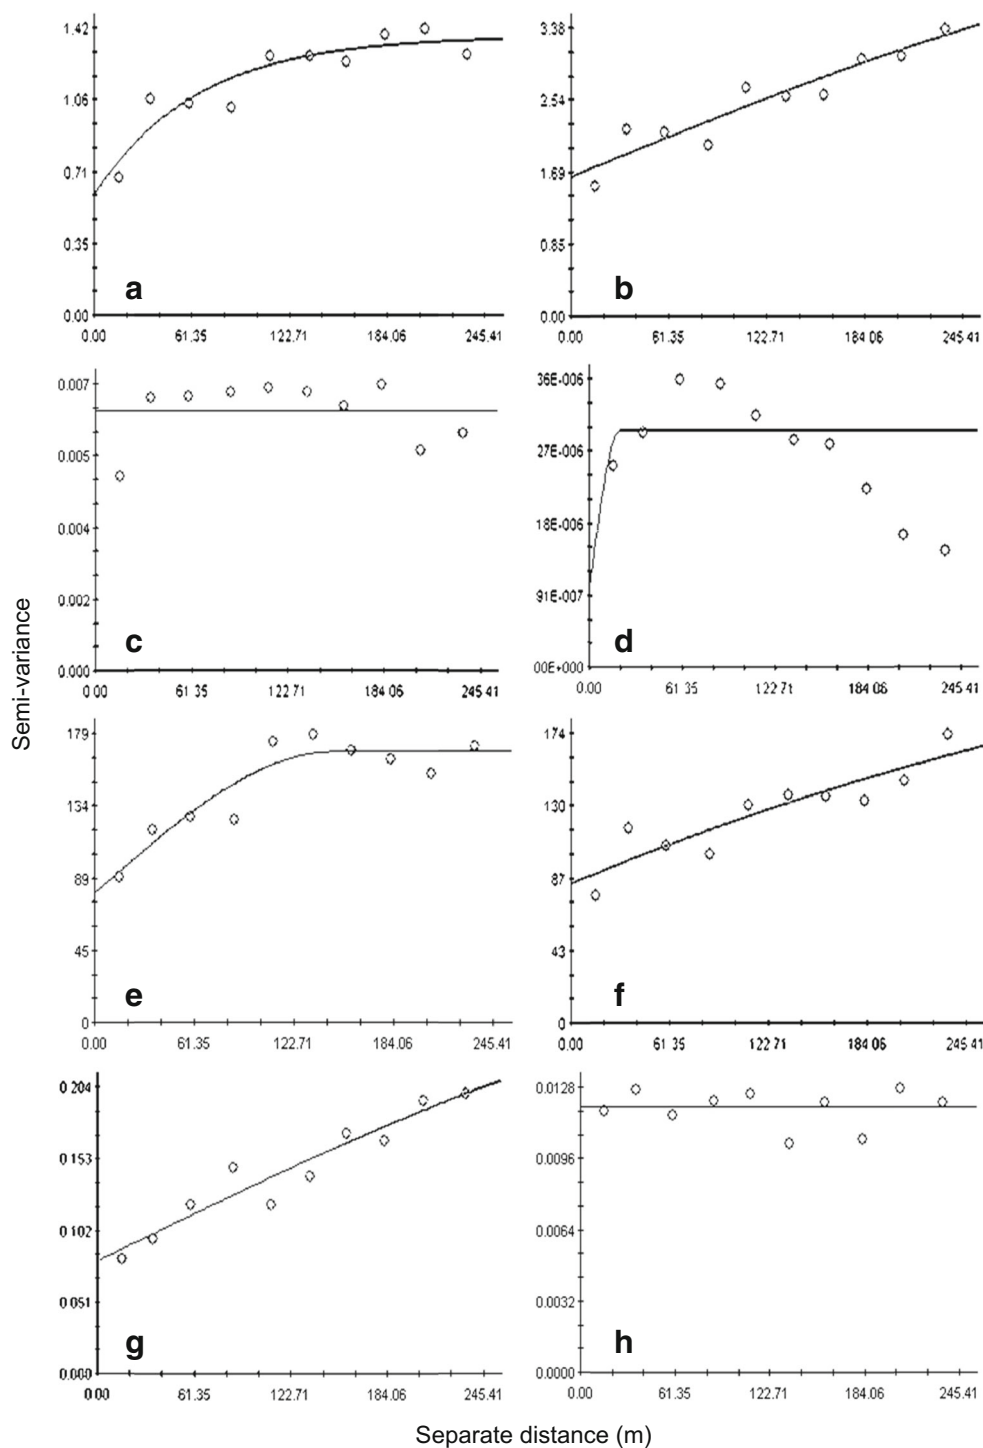 1.42
1.06
0.71
0.35
0.00
0.00 61.35 122.71 184.06 245.41
a
3.38
2.54
1.69
0.85
0.00
0.00 61.35 122.71 184.06 245.41
b
0.007
0.005
0.004
0.002
0.000
0.00 61.35 122.71 184.06 245.41
c
36E-006
27E-006
18E-006
91E-007
00E+000
0.00 61.35 122.71 184.06 245.41
d
Semi-variance
179
134
89
45
0
0.00 61.35 122.71 184.06 245.41
e
174
130
87
43
0
0.00 61.35 122.71 184.06 245.41
f
0.204
0.153
0.102
0.051
0.000
0.00 61.35 122.71 184.06 245.41
g
0.0128
0.0096
0.0064
0.0032
0.0000
0.00 61.35 122.71 184.06 245.41
h
Separate distance (m)